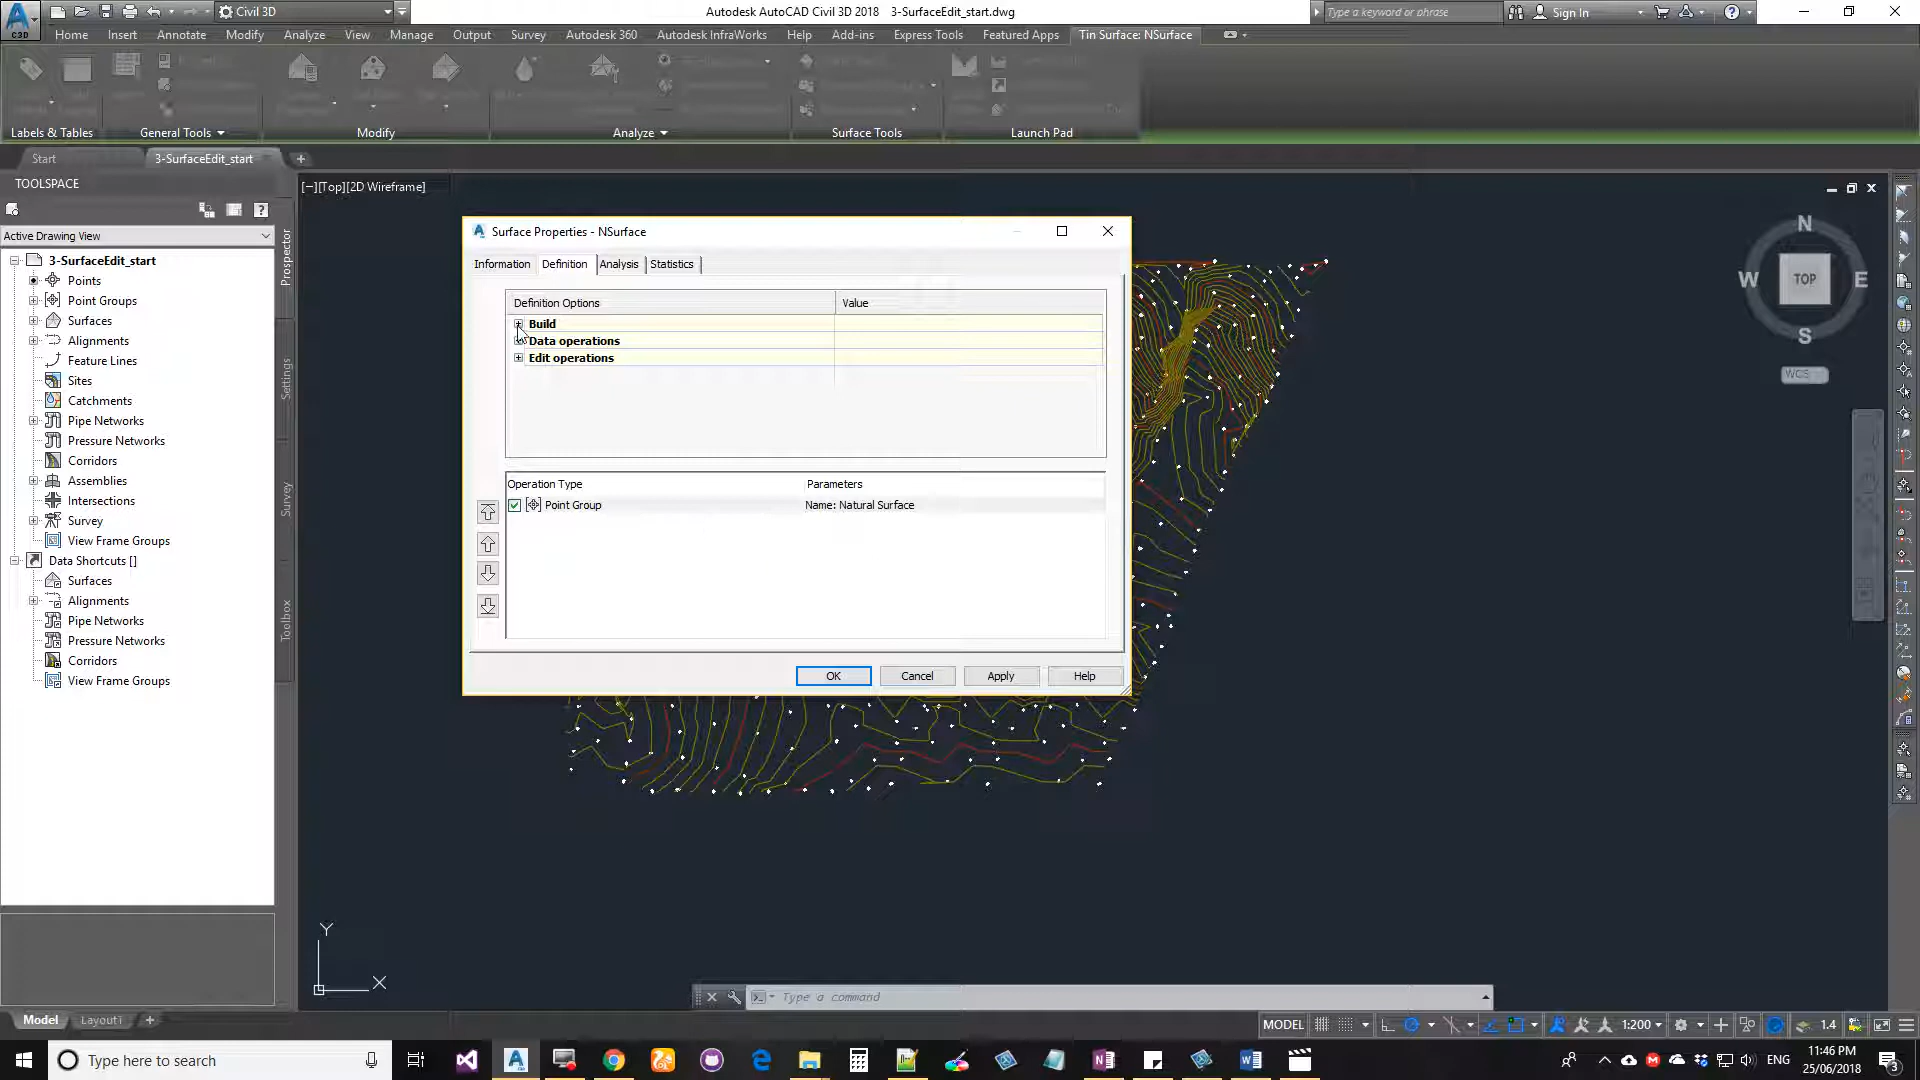 Civil 3D
Autodesk AutoCAD Civil 3D 2018 3-SurfaceEdit_start.dwg
Type a keyword or phrase
Sign In
C3D
Home Insert Annotate Modify Analyze View Manage Output Survey Autodesk 360 Autodesk InfraWorks Help Add-ins Express Tools Featured Apps Tin Surface: NSurface
Labels & Tables General Tools Modify Analyze Surface Tools Launch Pad
Start 3-SurfaceEdit_start
TOOLSPACE
[−][Top][2D Wireframe]
Active Drawing View
3-SurfaceEdit_start
Points
Point Groups
Surfaces
Alignments
Feature Lines
Sites
Catchments
Pipe Networks
Pressure Networks
Corridors
Assemblies
Intersections
Survey
View Frame Groups
Data Shortcuts []
Surfaces
Alignments
Pipe Networks
Pressure Networks
Corridors
View Frame Groups
Prospector
Settings
Survey
Toolbox
Surface Properties - NSurface
Information Definition Analysis Statistics
Definition Options Value
Build
Data operations
Edit operations
Operation Type Parameters
Point Group Name: Natural Surface
OK Cancel Apply Help
N
W TOP E
S
WCS
Y
X
Type a command
Model Layout1
MODEL 1:200 1.4
Type here to search
ENG
11:46 PM
25/06/2018
3